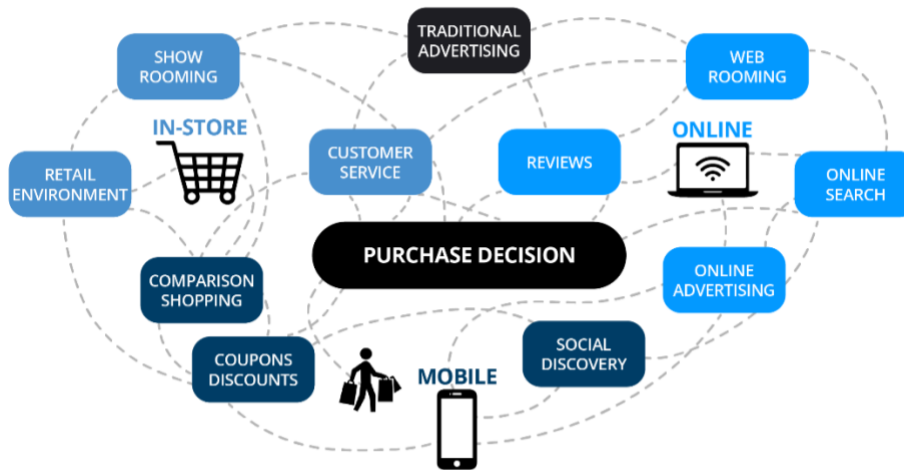 TRADITIONAL
ADVERTISING
SHOW
ROOMING
WEB
ROOMING
IN-STORE
ONLINE
CUSTOMER
SERVICE
REVIEWS
RETAIL
ENVIRONMENT
ONLINE
SEARCH
PURCHASE DECISION
COMPARISON
SHOPPING
ONLINE
ADVERTISING
COUPONS
DISCOUNTS
SOCIAL
DISCOVERY
MOBILE